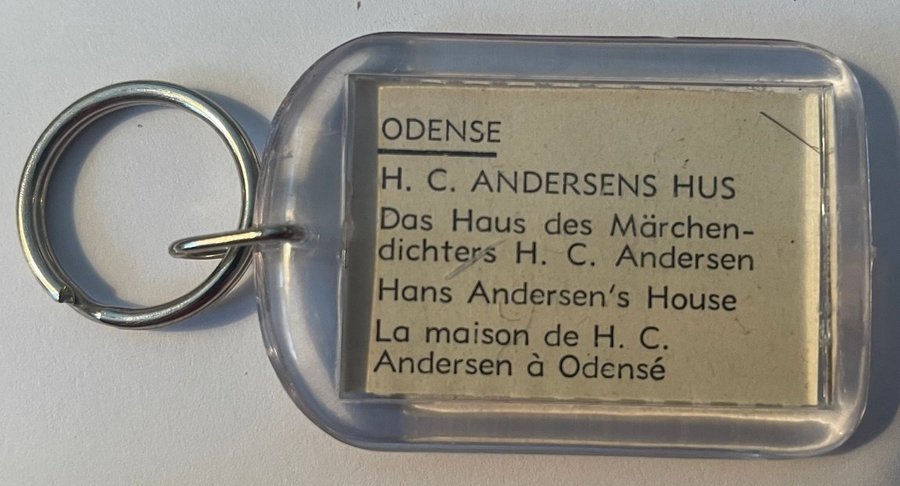 ODENSE
H. C. ANDERSENS HUS
Das Haus des Märchen-
dichters H. C. Andersen
Hans Andersen's House
La maison de H. C.
Andersen à Odensé